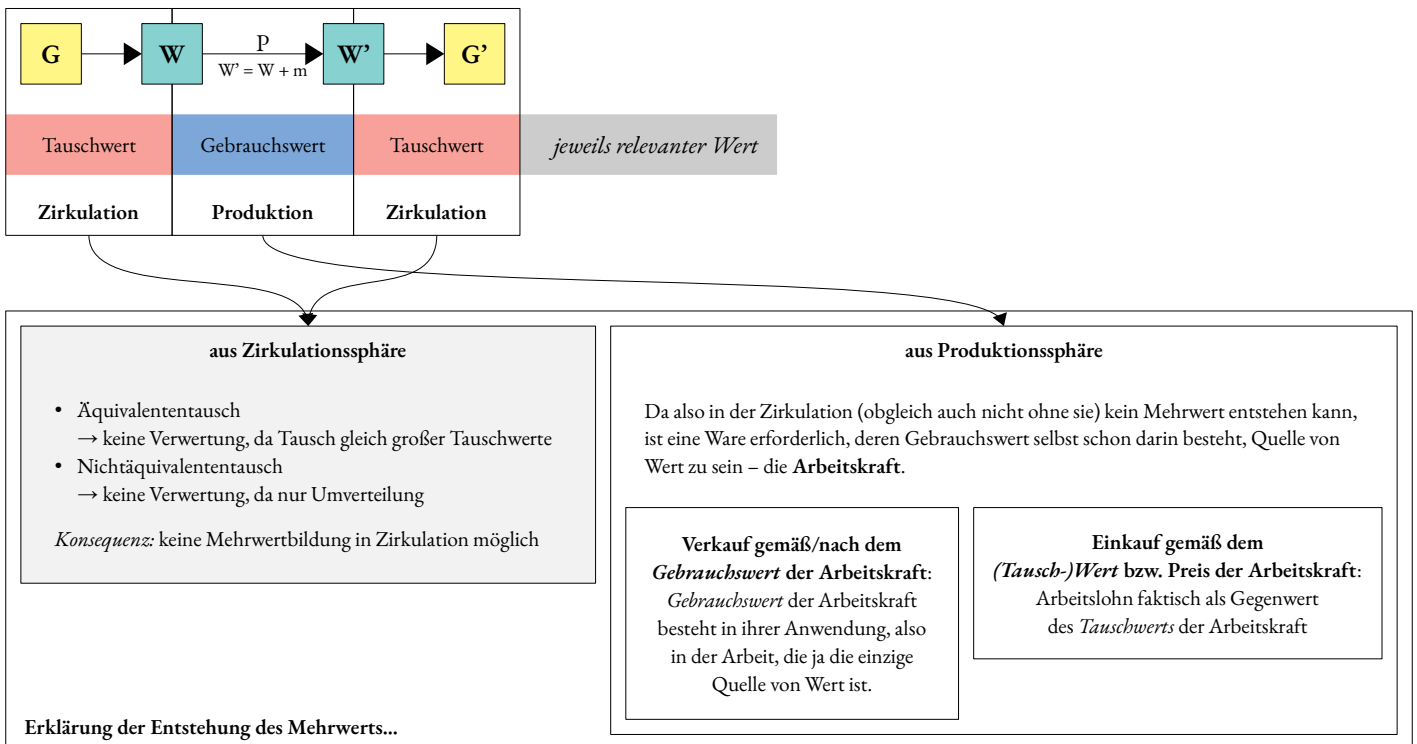 G
W
P
W’ = W + m
W’
G’
Tauschwert
Gebrauchswert
Tauschwert
jeweils relevanter Wert
Zirkulation
Produktion
Zirkulation
aus Zirkulationssphäre
• Äquivalententausch
→ keine Verwertung, da Tausch gleich großer Tauschwerte
• Nichtäquivalententausch
→ keine Verwertung, da nur Umverteilung
Konsequenz: keine Mehrwertbildung in Zirkulation möglich
aus Produktionssphäre
Da also in der Zirkulation (obgleich auch nicht ohne sie) kein Mehrwert entstehen kann,
ist eine Ware erforderlich, deren Gebrauchswert selbst schon darin besteht, Quelle von
Wert zu sein – die Arbeitskraft.
Verkauf gemäß/nach dem
Gebrauchswert der Arbeitskraft:
Gebrauchswert der Arbeitskraft
besteht in ihrer Anwendung, also
in der Arbeit, die ja die einzige
Quelle von Wert ist.
Einkauf gemäß dem
(Tausch-)Wert bzw. Preis der Arbeitskraft:
Arbeitslohn faktisch als Gegenwert
des Tauschwerts der Arbeitskraft
Erklärung der Entstehung des Mehrwerts...